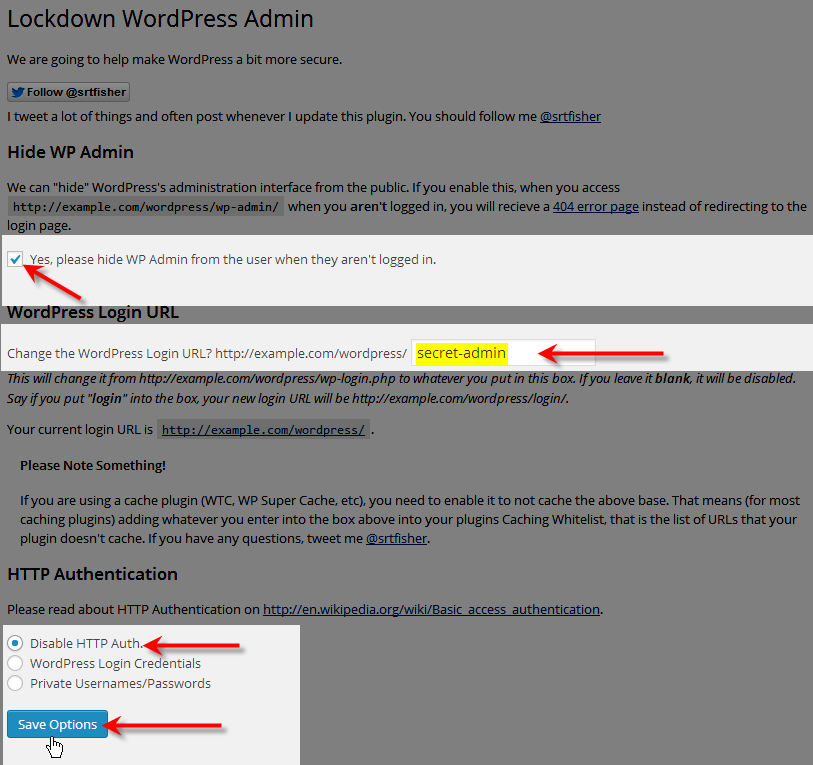 Lockdown WordPress Admin
We are going to help make WordPress a bit more secure.
Follow @srtfisher
I tweet a lot of things and often post whenever I update this plugin. You should follow me @srtfisher
Hide WP Admin
We can "hide" WordPress's administration interface from the public. If you enable this, when you access
http://example.com/wordpress/wp-admin/ when you aren't logged in, you will recieve a 404 error page instead of redirecting to the
login page.
Yes, please hide WP Admin from the user when they aren't logged in.
WordPress Login URL
Change the WordPress Login URL? http://example.com/wordpress/ secret-admin
This will change it from http://example.com/wordpress/wp-login.php to whatever you put in this box. If you leave it blank, it will be disabled.
Say if you put "login" into the box, your new login URL will be http://example.com/wordpress/login/.
Your current login URL is http://example.com/wordpress/ .
Please Note Something!
If you are using a cache plugin (WTC, WP Super Cache, etc), you need to enable it to not cache the above base. That means (for most
caching plugins) adding whatever you enter into the box above into your plugins Caching Whitelist, that is the list of URLs that your
plugin doesn't cache. If you have any questions, tweet me @srtfisher.
HTTP Authentication
Please read about HTTP Authentication on http://en.wikipedia.org/wiki/Basic_access_authentication.
Disable HTTP Auth.
WordPress Login Credentials
Private Usernames/Passwords
Save Options